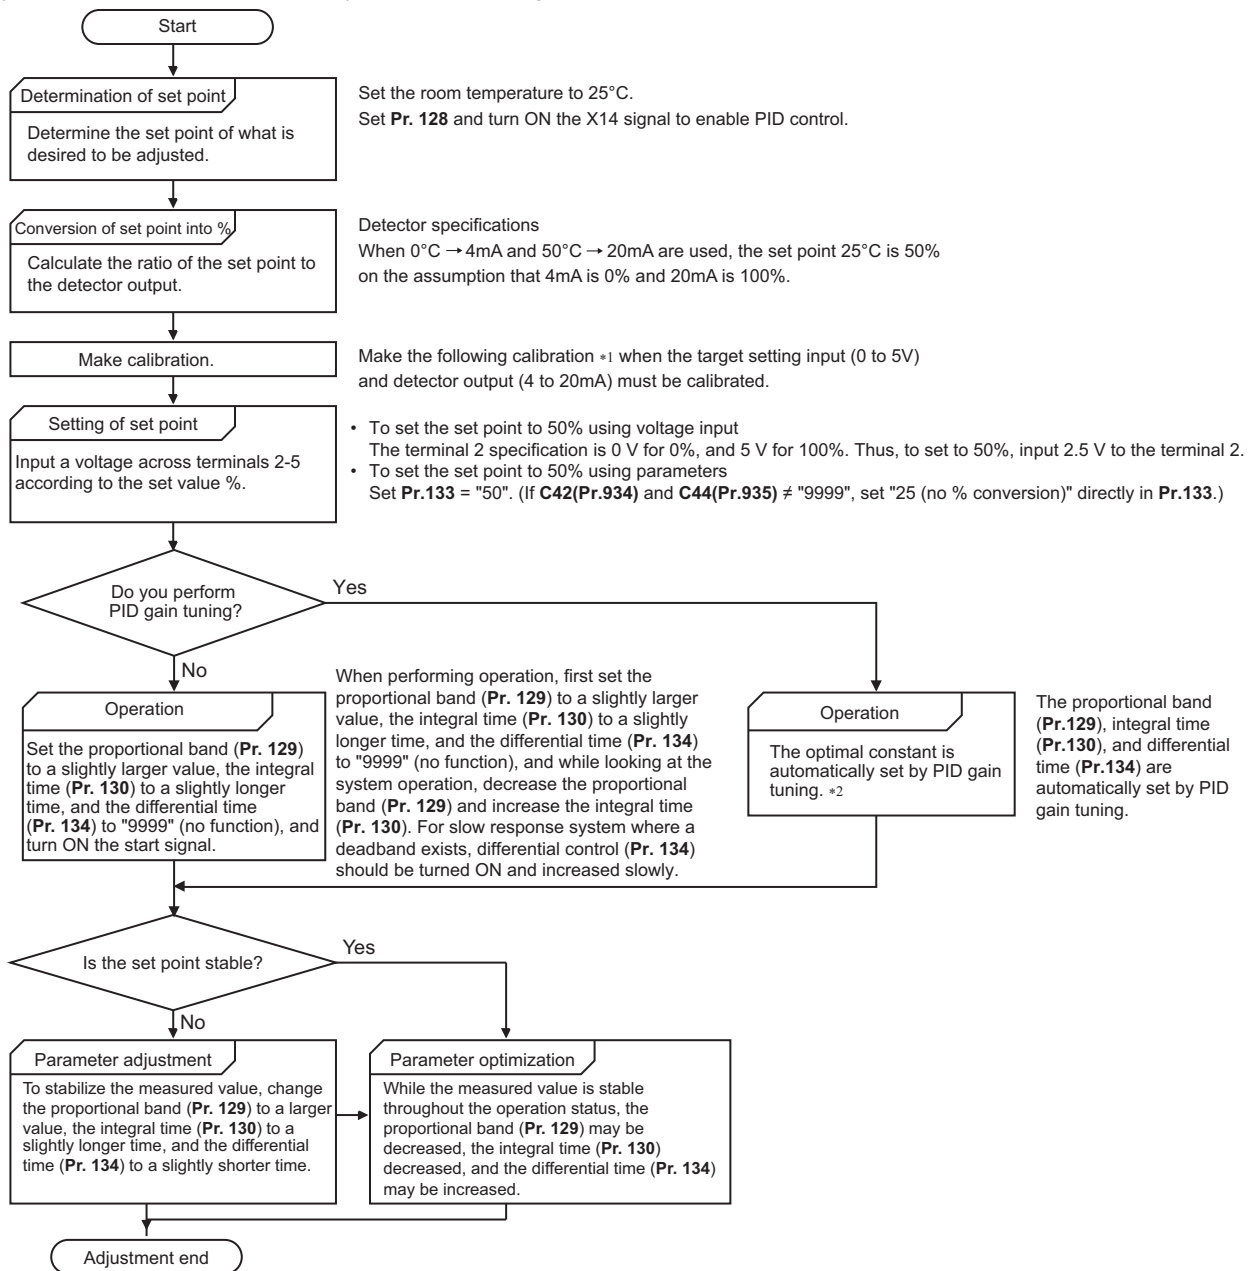 Start
Determination of set point
Determine the set point of what is
desired to be adjusted.
Set the room temperature to 25°C.
Set Pr. 128 and turn ON the X14 signal to enable PID control.
Conversion of set point into %
Calculate the ratio of the set point to
the detector output.
Detector specifications
When 0°C → 4mA and 50°C → 20mA are used, the set point 25°C is 50%
on the assumption that 4mA is 0% and 20mA is 100%.
Make calibration.
Make the following calibration *1 when the target setting input (0 to 5V)
and detector output (4 to 20mA) must be calibrated.
Setting of set point
Input a voltage across terminals 2-5
according to the set value %.
• To set the set point to 50% using voltage input
The terminal 2 specification is 0 V for 0%, and 5 V for 100%. Thus, to set to 50%, input 2.5 V to the terminal 2.
• To set the set point to 50% using parameters
Set Pr.133 = "50". (If C42(Pr.934) and C44(Pr.935) ≠ "9999", set "25 (no % conversion)" directly in Pr.133.)
Do you perform
PID gain tuning?
Yes
No
Operation
Set the proportional band (Pr. 129)
to a slightly larger value, the integral
time (Pr. 130) to a slightly longer
time, and the differential time
(Pr. 134) to "9999" (no function), and
turn ON the start signal.
When performing operation, first set the
proportional band (Pr. 129) to a slightly larger
value, the integral time (Pr. 130) to a slightly
longer time, and the differential time (Pr. 134)
to "9999" (no function), and while looking at the
system operation, decrease the proportional
band (Pr. 129) and increase the integral time
(Pr. 130). For slow response system where a
deadband exists, differential control (Pr. 134)
should be turned ON and increased slowly.
Operation
The optimal constant is
automatically set by PID gain
tuning. *2
The proportional band
(Pr.129), integral time
(Pr.130), and differential
time (Pr.134) are
automatically set by PID
gain tuning.
Is the set point stable?
Yes
No
Parameter adjustment
To stabilize the measured value, change
the proportional band (Pr. 129) to a larger
value, the integral time (Pr. 130) to a
slightly longer time, and the differential
time (Pr. 134) to a slightly shorter time.
Parameter optimization
While the measured value is stable
throughout the operation status, the
proportional band (Pr. 129) may be
decreased, the integral time (Pr. 130)
decreased, and the differential time (Pr. 134)
may be increased.
Adjustment end